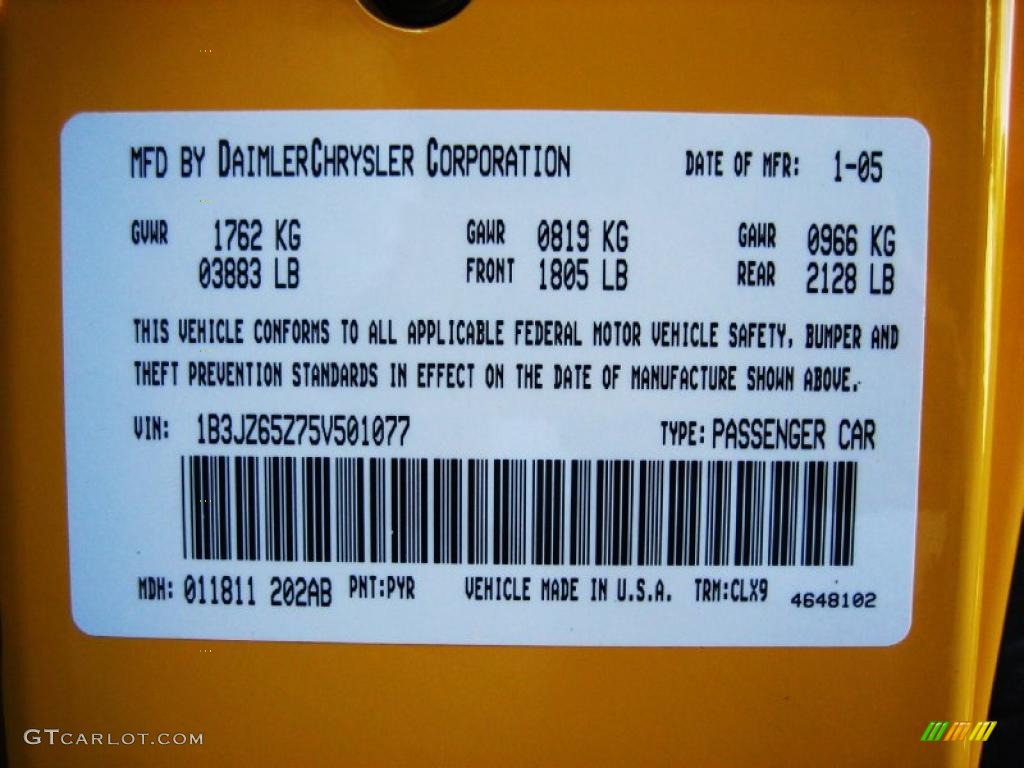 MFD BY DAIMLERCHRYSLER CORPORATION DATE OF MFR: 1-05
GVWR 1762 KG GAWR 0819 KG GAWR 0966 KG
03883 LB FRONT 1805 LB REAR 2128 LB
THIS VEHICLE CONFORMS TO ALL APPLICABLE FEDERAL MOTOR VEHICLE SAFETY, BUMPER AND
THEFT PREVENTION STANDARDS IN EFFECT ON THE DATE OF MANUFACTURE SHOWN ABOVE.
VIN: 1B3JZ65Z75V501077 TYPE: PASSENGER CAR
MDH: 011811 202AB PNT:PYR VEHICLE MADE IN U.S.A. TRM:CLX9 4648102
GTCARLOT.COM